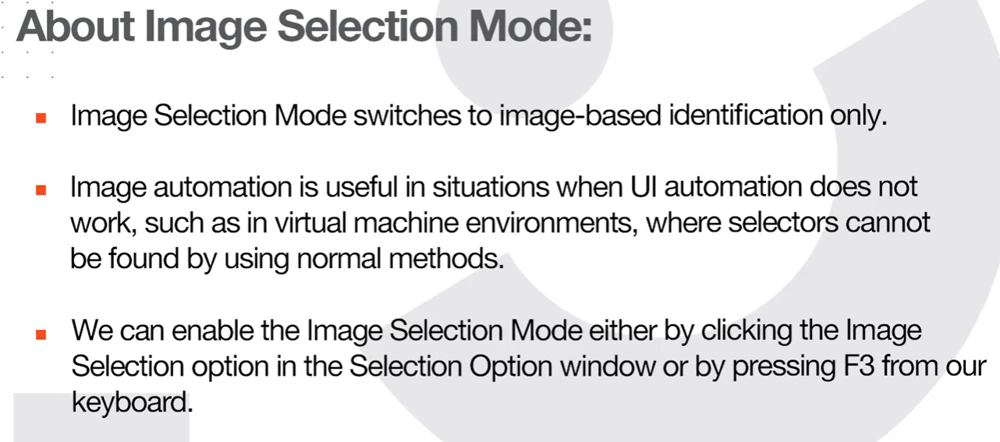 About Image Selection Mode:
Image Selection Mode switches to image-based identification only.
Image automation is useful in situations when UI automation does not
work, such as in virtual machine environments, where selectors cannot
be found by using normal methods.
We can enable the Image Selection Mode either by clicking the Image
Selection option in the Selection Option window or by pressing F3 from our
keyboard.